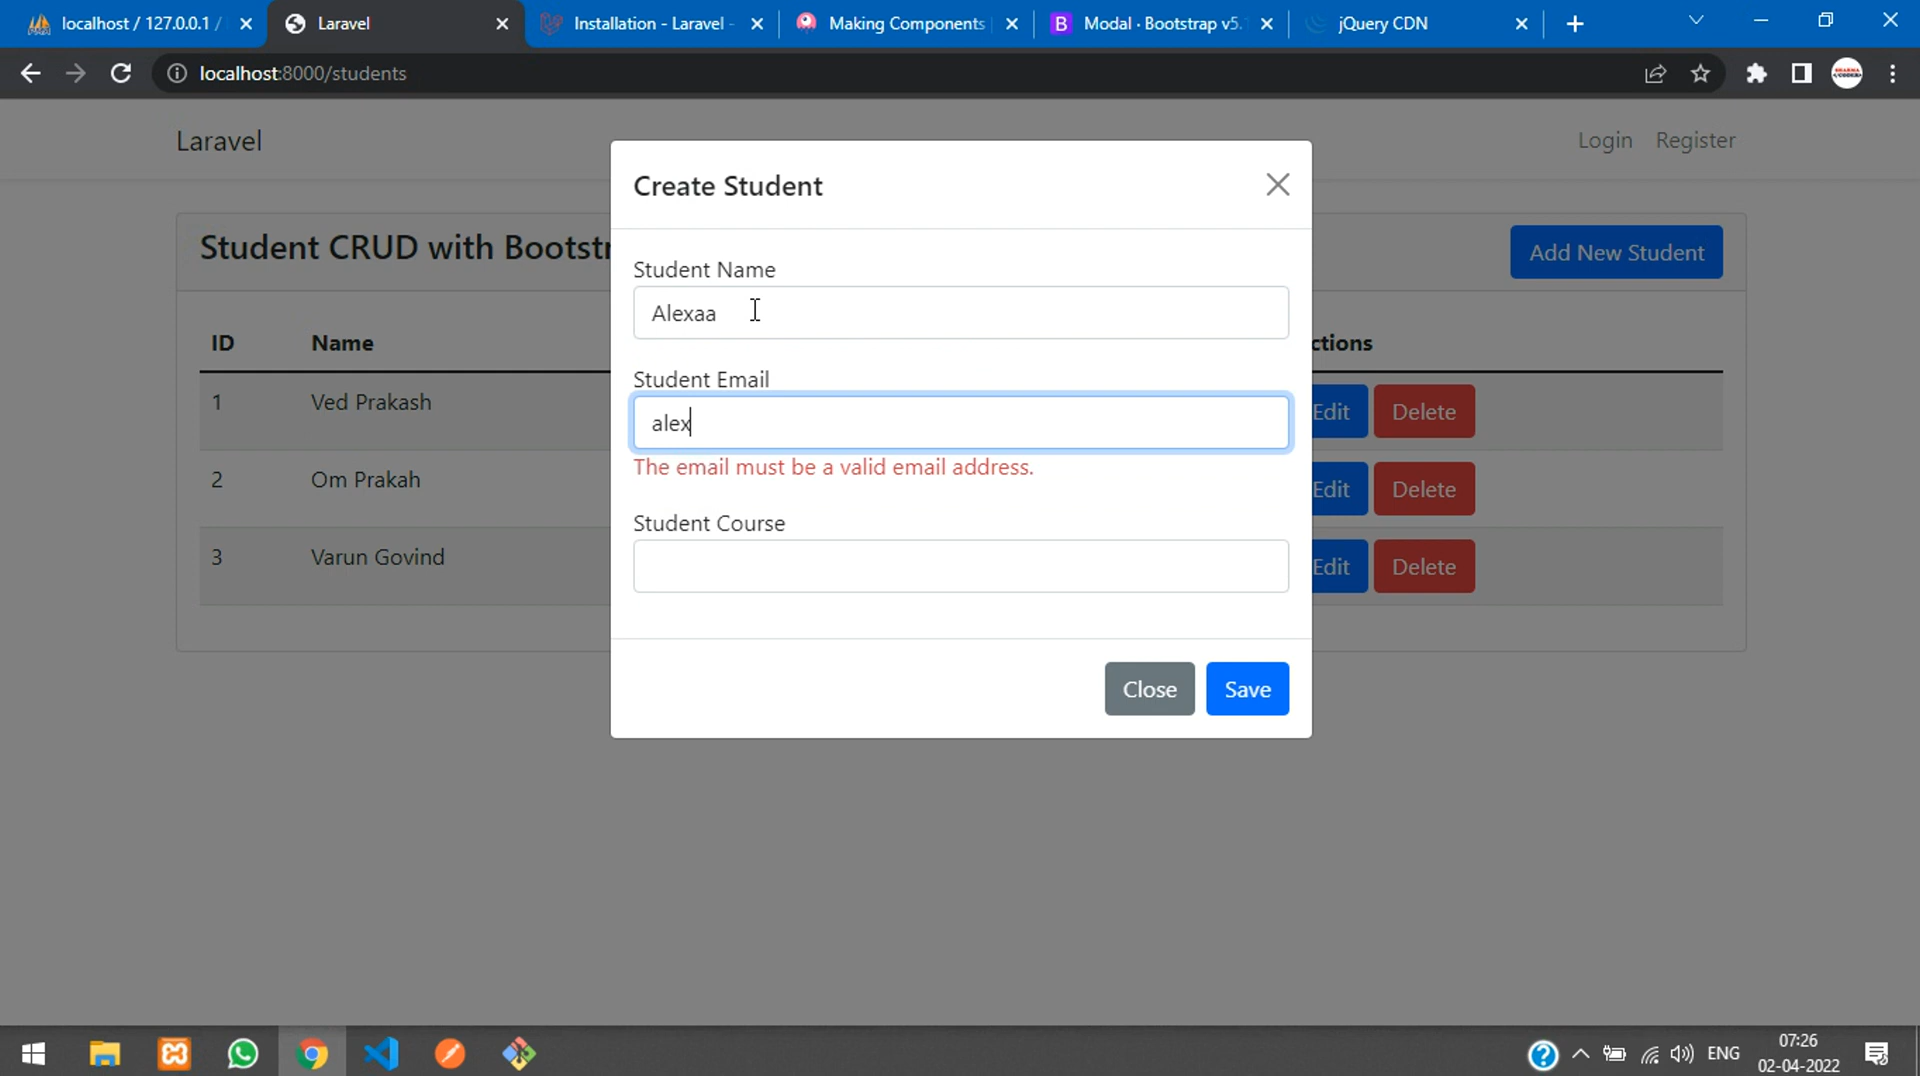 localhost / 127.0.0.1 /
Laravel
Installation - Laravel -
Making Components
B Modal · Bootstrap v5.
jQuery CDN
localhost:8000/students
Laravel
Login Register
Create Student
Student CRUD with Bootstr
Add New Student
Student Name
Alexaa
ID Name ctions
Student Email
1 Ved Prakash alex Edit Delete
The email must be a valid email address.
2 Om Prakah Edit Delete
Student Course
3 Varun Govind Edit Delete
Close Save
ENG
07:26
02-04-2022